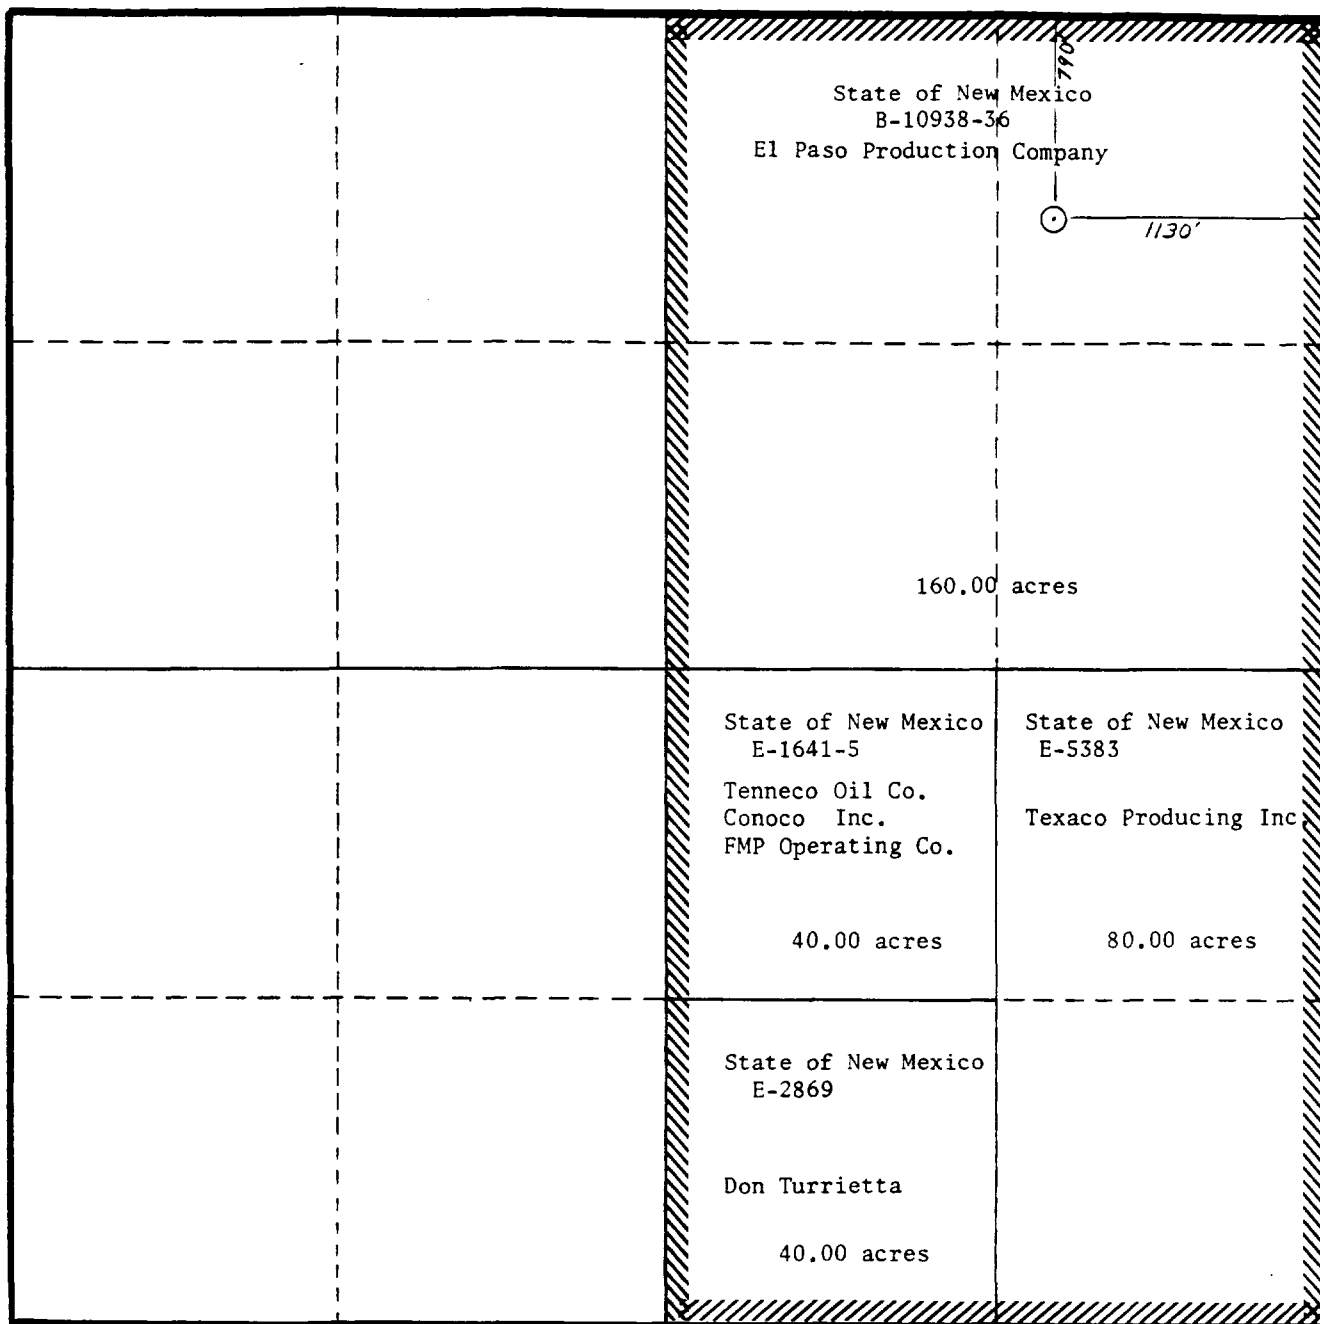 790'
State of New Mexico
B-10938-36
El Paso Production Company
1130'
160.00 acres
State of New Mexico
E-1641-5
Tenneco Oil Co.
Conoco Inc.
FMP Operating Co.
40.00 acres
State of New Mexico
E-5383
Texaco Producing Inc.
80.00 acres
State of New Mexico
E-2869
Don Turrietta
40.00 acres